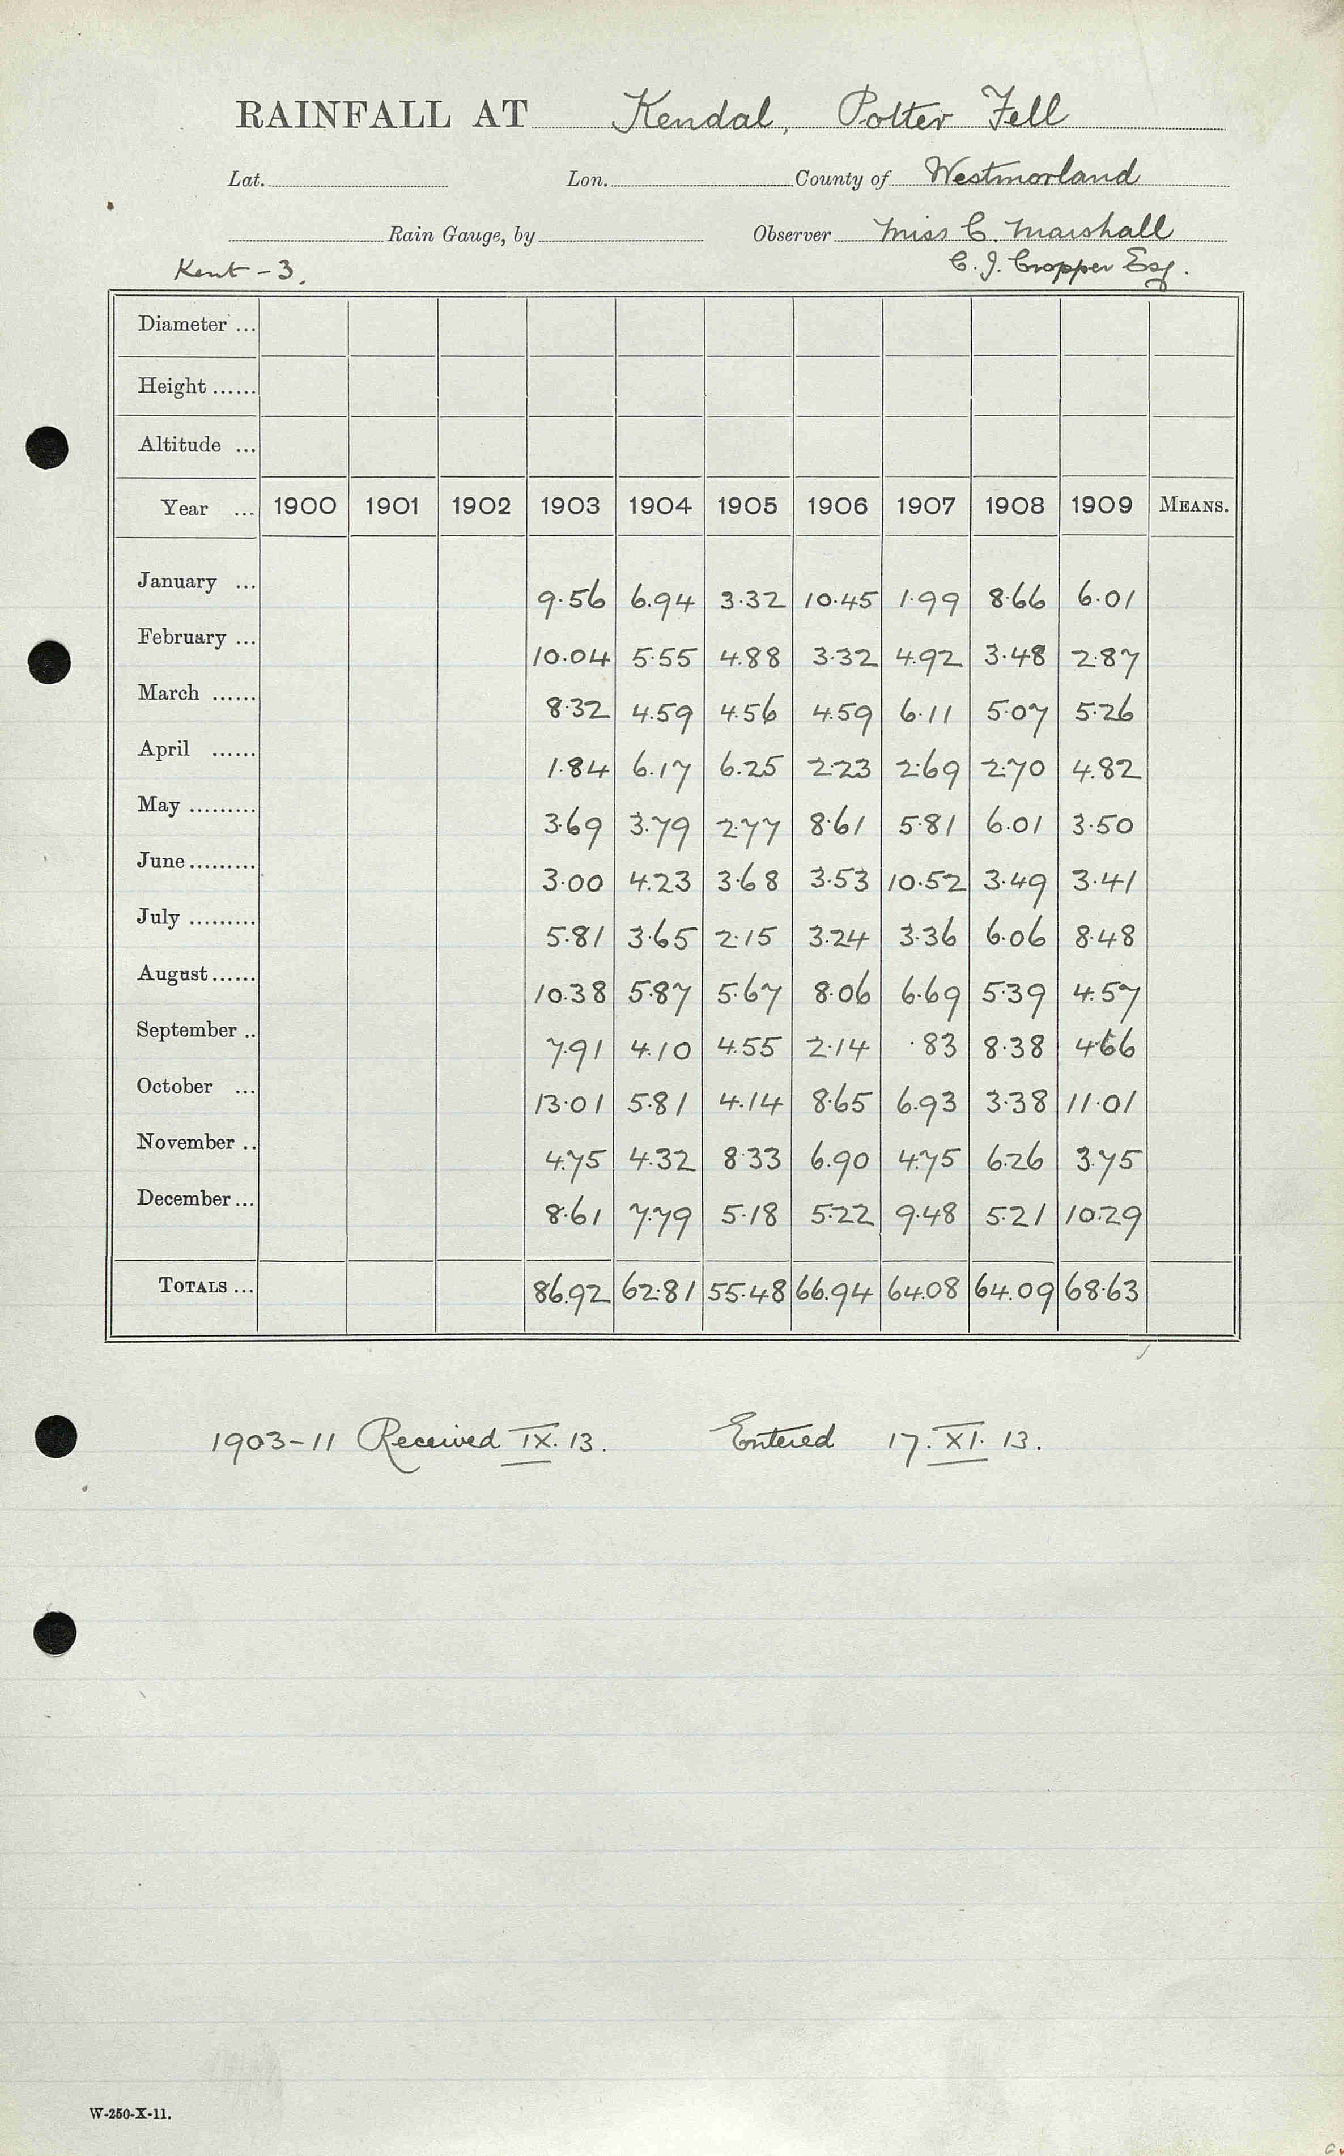 RAINFALL AT Kendal, Potter Fell
Lat. Lon. County of Westmorland
Rain Gauge, by Observer Miss C. Marshall
Kent - 3. C. J. Cropper Esq.
Diameter ...
Height ......
Altitude ...
Year ... 1900 1901 1902 1903 1904 1905 1906 1907 1908 1909 MEANS.
January ... 9.56 6.94 3.32 10.45 1.99 8.66 6.01
February ... 10.04 5.55 4.88 3.32 4.92 3.48 2.87
March ...... 8.32 4.59 4.56 4.59 6.11 5.07 5.26
April ...... 1.84 6.17 6.25 2.23 2.69 2.70 4.82
May ......... 3.69 3.79 2.77 8.61 5.81 6.01 3.50
June ......... 3.00 4.23 3.68 3.53 10.52 3.49 3.41
July ......... 5.81 3.65 2.15 3.24 3.36 6.06 8.48
August ...... 10.38 5.87 5.67 8.06 6.69 5.39 4.57
September .. 7.91 4.10 4.55 2.14 .83 8.38 4.66
October ... 13.01 5.81 4.14 8.65 6.93 3.38 11.01
November .. 4.75 4.32 8.33 6.90 4.75 6.26 3.75
December ... 8.61 7.79 5.18 5.22 9.48 5.21 10.29
TOTALS ... 86.92 62.81 55.48 66.94 64.08 64.09 68.63
1903-11 Received IX. 13. Entered 17. XI. 13.
W-250-X-11.